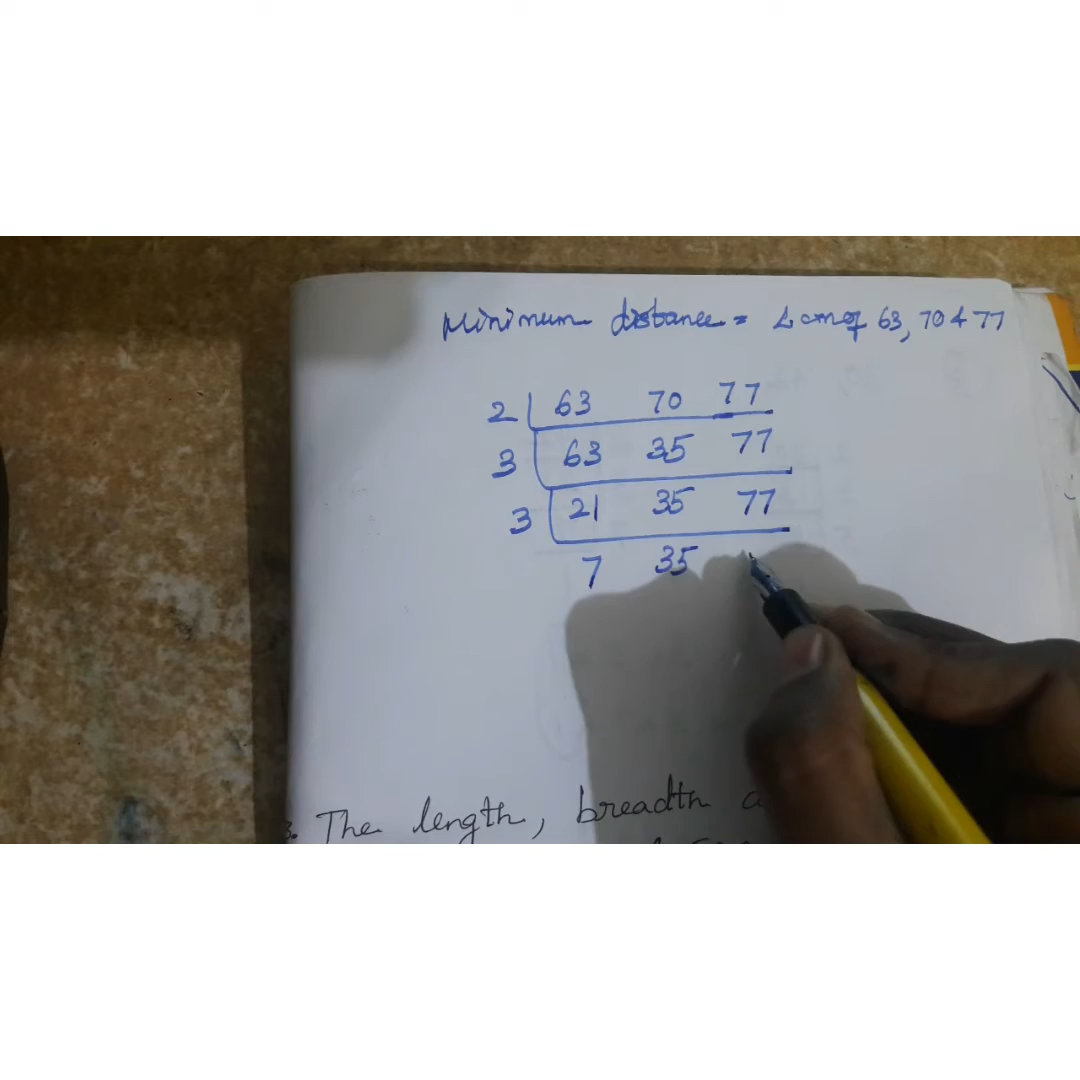 Minimum distance = Lcm of 63, 70 & 77
2 63 70 77
3 63 35 77
3 21 35 77
7 35
3. The length, breadth a